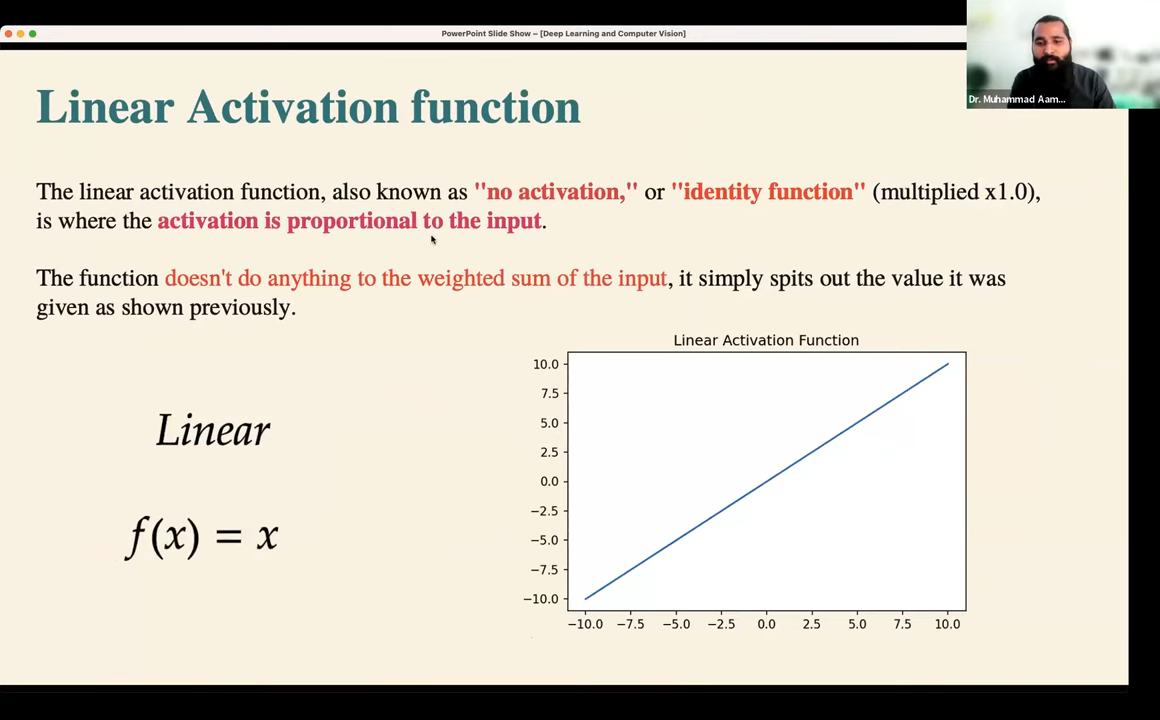 PowerPoint Slide Show – [Deep Learning and Computer Vision]
Dr. Muhammad Aam...
Linear Activation function
The linear activation function, also known as "no activation," or "identity function" (multiplied x1.0),
is where the activation is proportional to the input.
The function doesn't do anything to the weighted sum of the input, it simply spits out the value it was
given as shown previously.
Linear
f(x) = x
Linear Activation Function
10.0
7.5
5.0
2.5
0.0
−2.5
−5.0
−7.5
−10.0
−10.0 −7.5 −5.0 −2.5 0.0 2.5 5.0 7.5 10.0